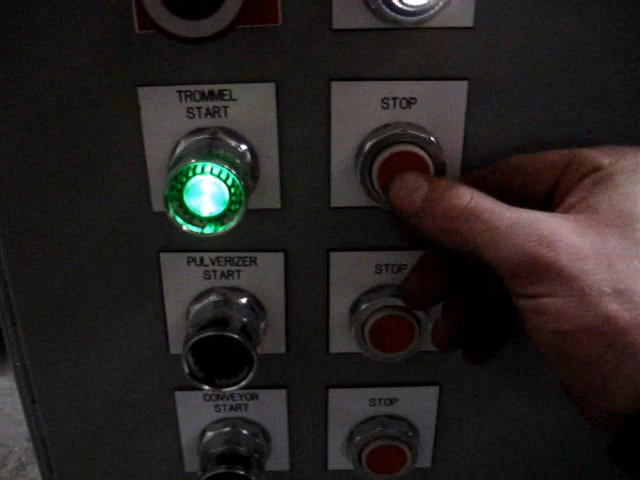 TROMMEL
START
STOP
PULVERIZER
START
STOP
CONVEYOR
START
STOP